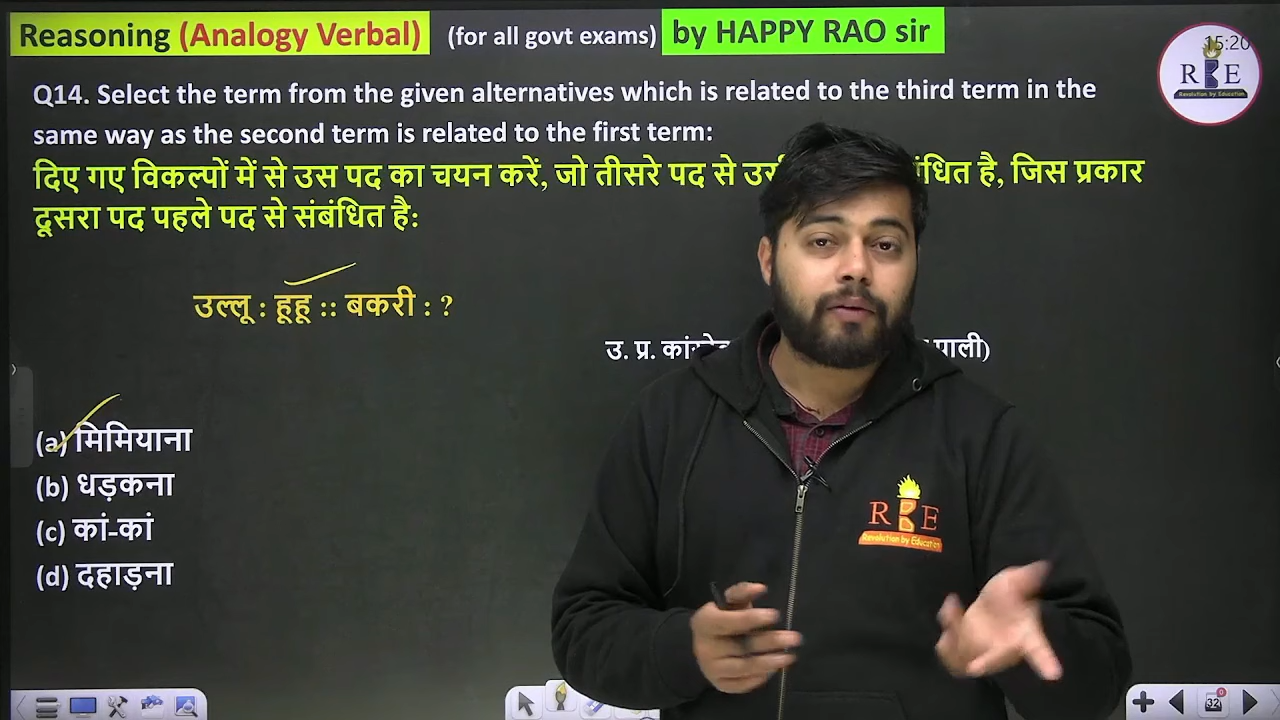 Reasoning (Analogy Verbal) (for all govt exams) by HAPPY RAO sir
15:20
R B E
Revolution by Education
Q14. Select the term from the given alternatives which is related to the third term in the
same way as the second term is related to the first term:
दिए गए विकल्पों में से उस पद का चयन करें, जो तीसरे पद से है, जिस प्रकार
दूसरा पद पहले पद से संबंधित है:
उल्लू : हूहू :: बकरी : ?
उ. प्र. पाली)
(a) मिमियाना
(b) धड़कना
(c) कां-कां
(d) दहाड़ना
R B E
Revolution by Education
32